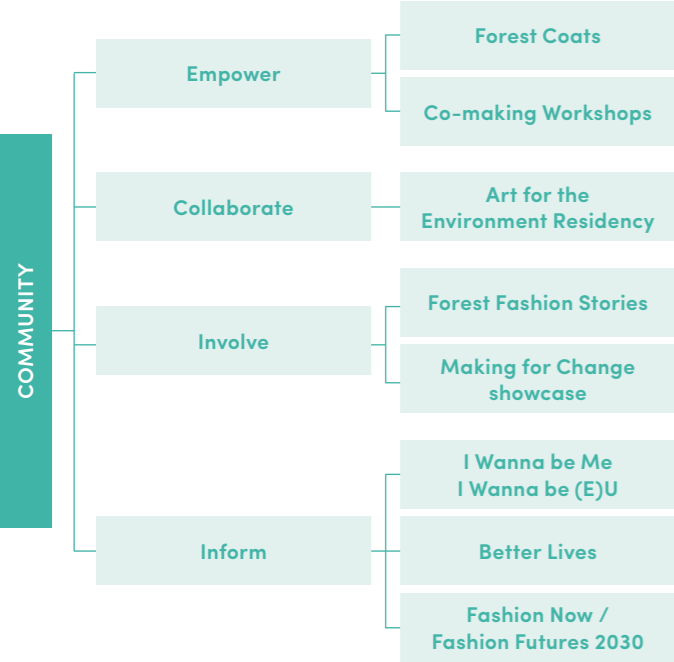 COMMUNITY
Empower
Forest Coats
Co-making Workshops
Collaborate
Art for the
Environment Residency
Involve
Forest Fashion Stories
Making for Change
showcase
Inform
I Wanna be Me
I Wanna be (E)U
Better Lives
Fashion Now /
Fashion Futures 2030